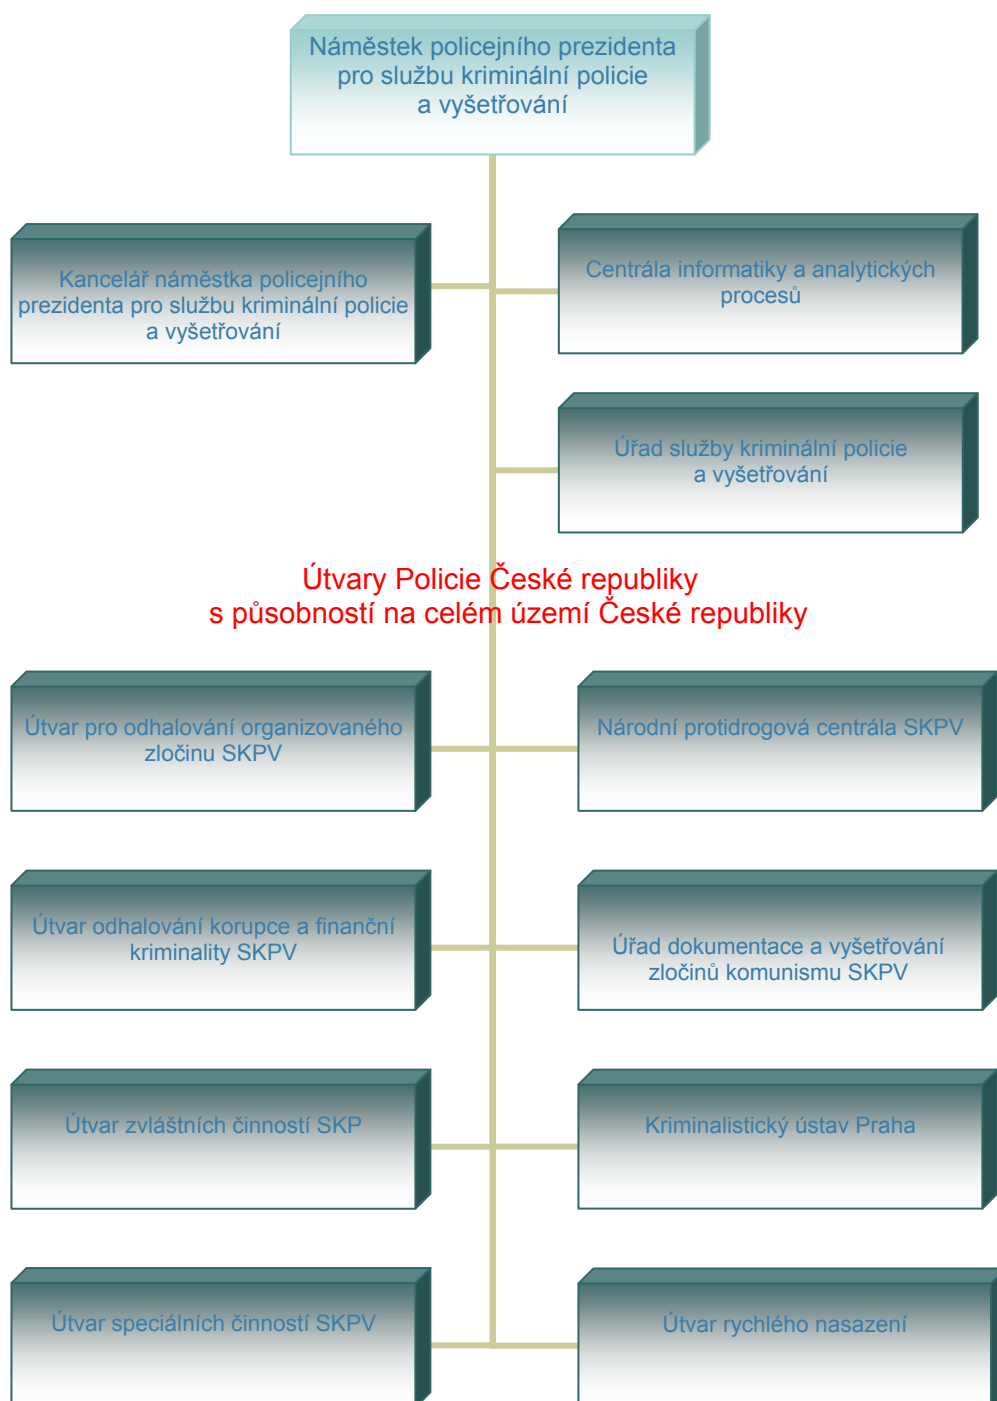 Náměstek policejního prezidenta
pro službu kriminální policie
a vyšetřování
Kancelář náměstka policejního
prezidenta pro službu kriminální policie
a vyšetřování
Centrála informatiky a analytických
procesů
Úřad služby kriminální policie
a vyšetřování
Útvary Policie České republiky
s působností na celém území České republiky
Útvar pro odhalování organizovaného
zločinu SKPV
Národní protidrogová centrála SKPV
Útvar odhalování korupce a finanční
kriminality SKPV
Úřad dokumentace a vyšetřování
zločinů komunismu SKPV
Útvar zvláštních činností SKP
Kriminalistický ústav Praha
Útvar speciálních činností SKPV
Útvar rychlého nasazení